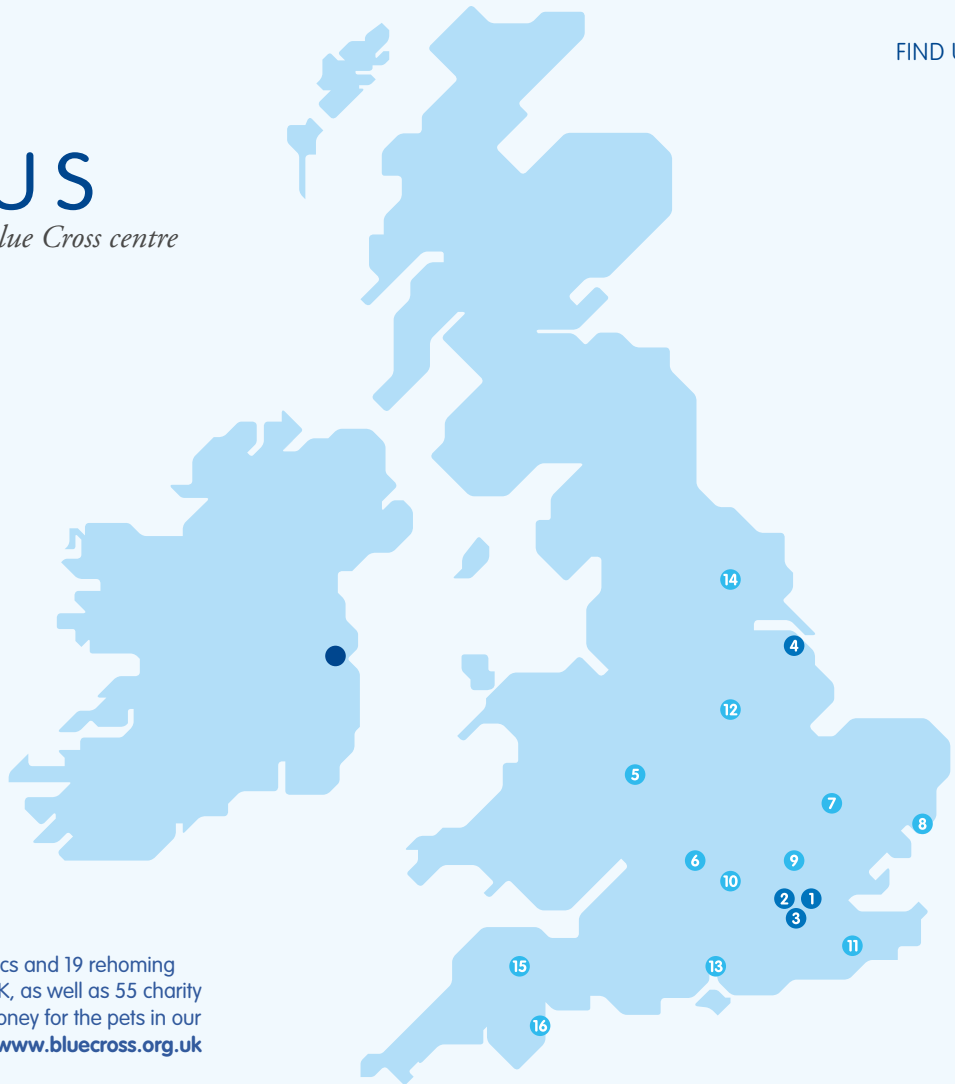 FIND U
US
lue Cross centre
14
4
12
5
7
8
6
9
10
2
1
3
11
15
13
16
cs and 19 rehoming
K, as well as 55 charity
oney for the pets in our
www.bluecross.org.uk